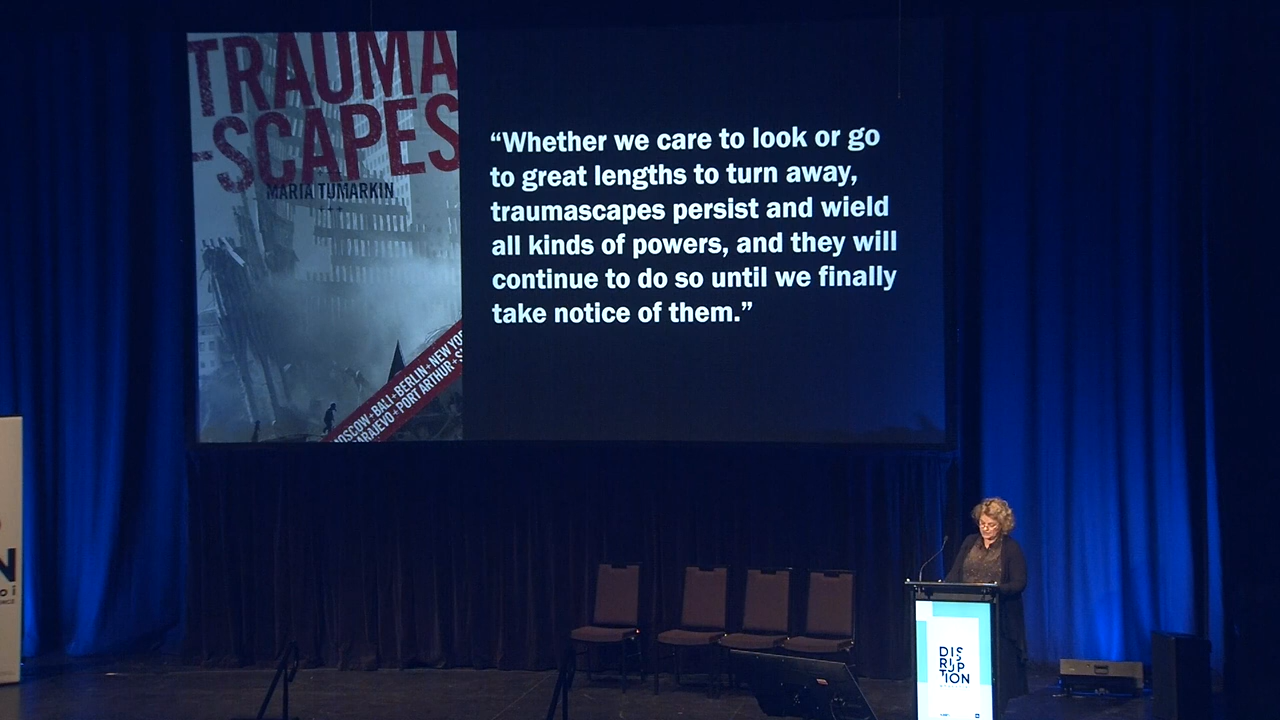 TRAUMA
-SCAPES
MARIA TUMARKIN
“Whether we care to look or go
to great lengths to turn away,
traumascapes persist and wield
all kinds of powers, and they will
continue to do so until we finally
take notice of them.”
MOSCOW+BALI+BERLIN+NEW YO
SARAJEVO+PORT ARTHUR+S
N
DIS
RUP
TION